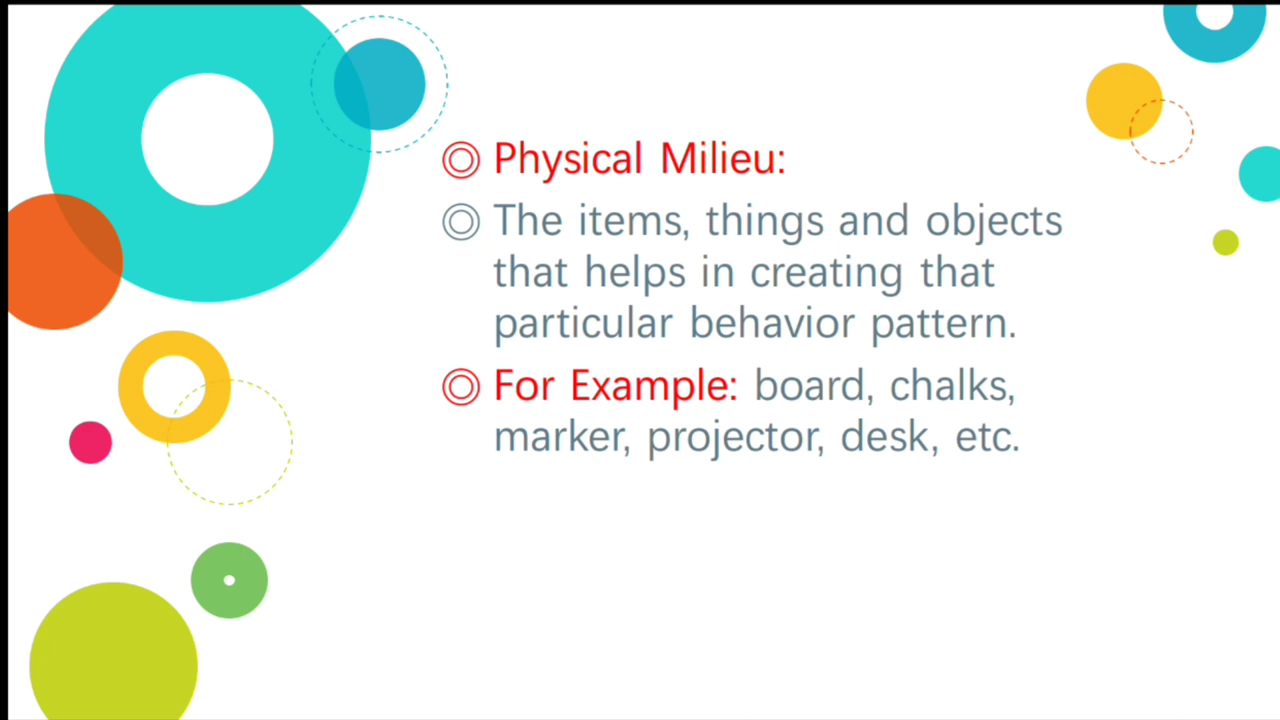 ◎ Physical Milieu:
◎ The items, things and objects
that helps in creating that
particular behavior pattern.
◎ For Example: board, chalks,
marker, projector, desk, etc.